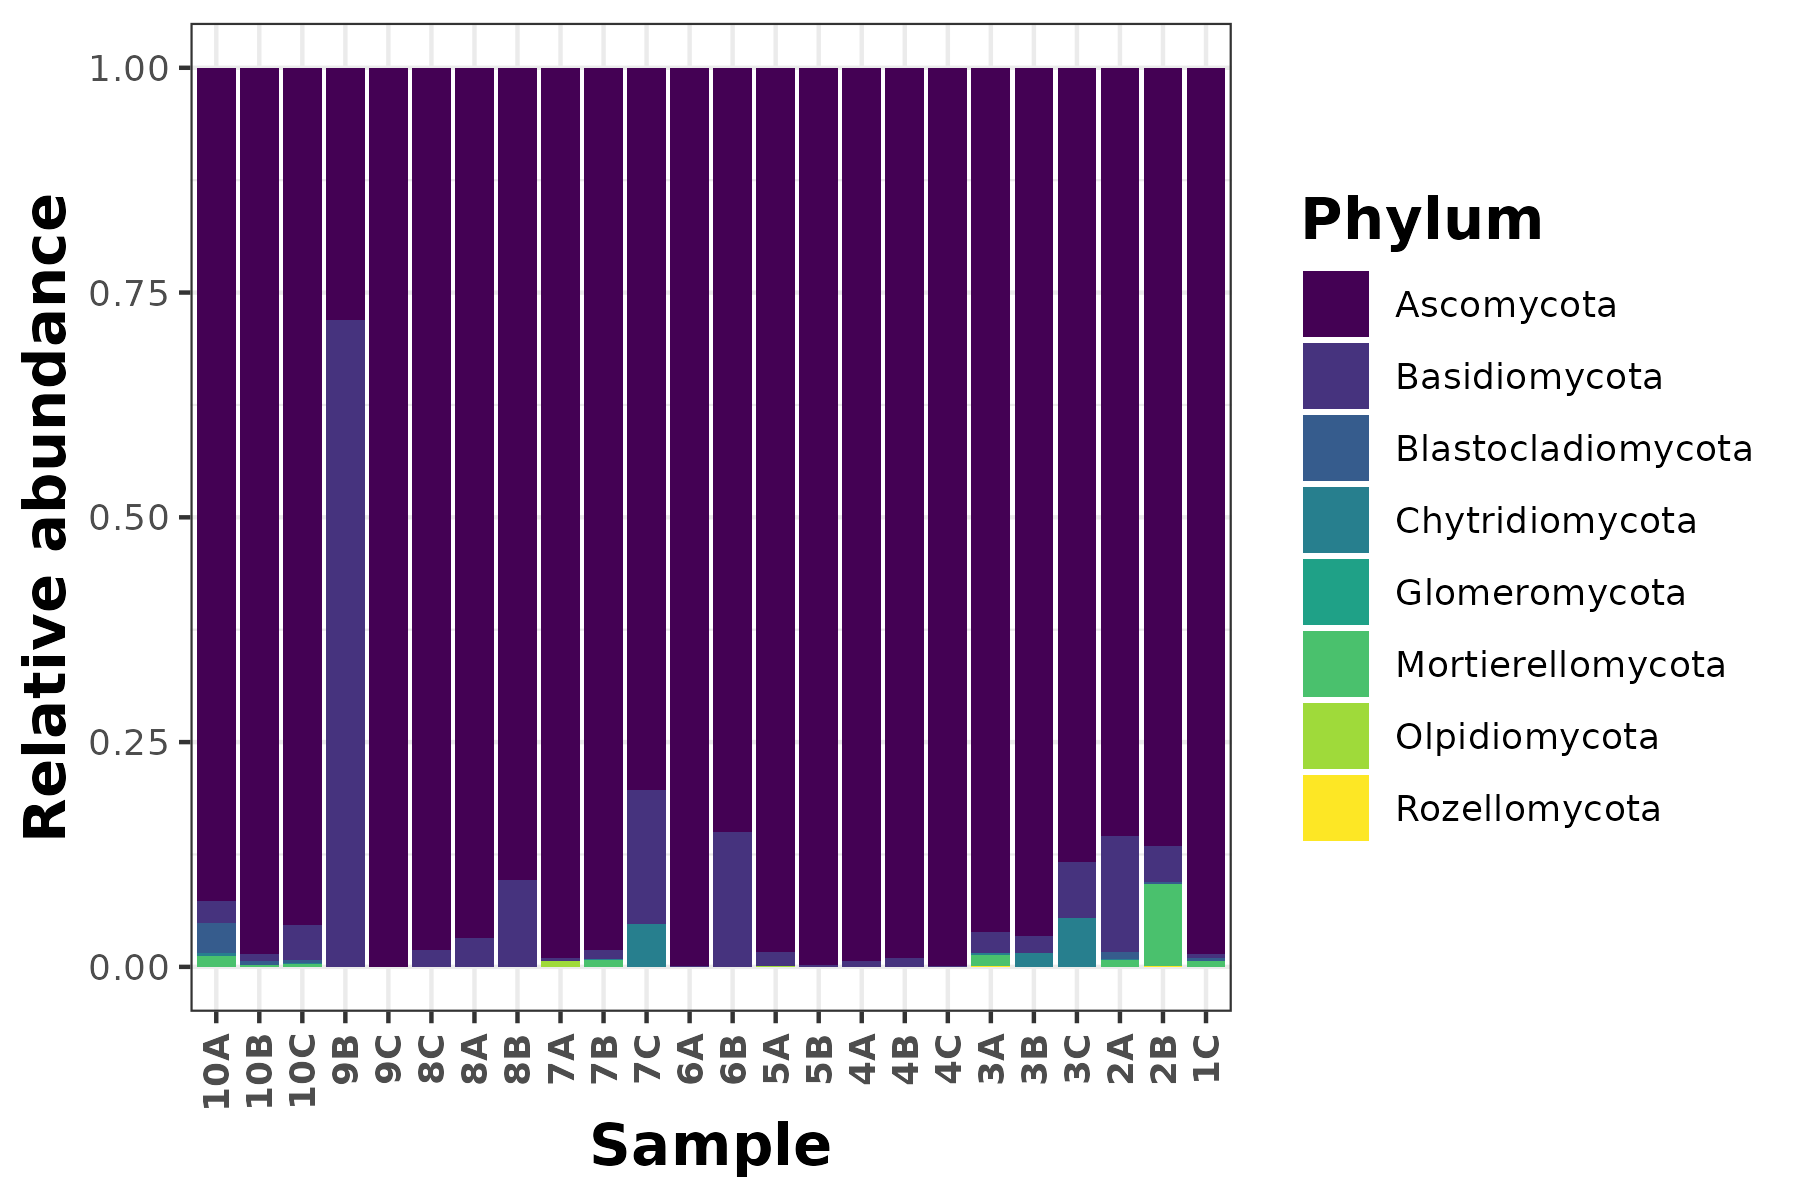 Relative abundance
1.00
0.75
0.50
0.25
0.00
10A
10B
10C
9B
9C
8C
8A
8B
7A
7B
7C
6A
6B
5A
5B
4A
4B
4C
3A
3B
3C
2A
2B
1C
Sample
Phylum
Ascomycota
Basidiomycota
Blastocladiomycota
Chytridiomycota
Glomeromycota
Mortierellomycota
Olpidiomycota
Rozellomycota